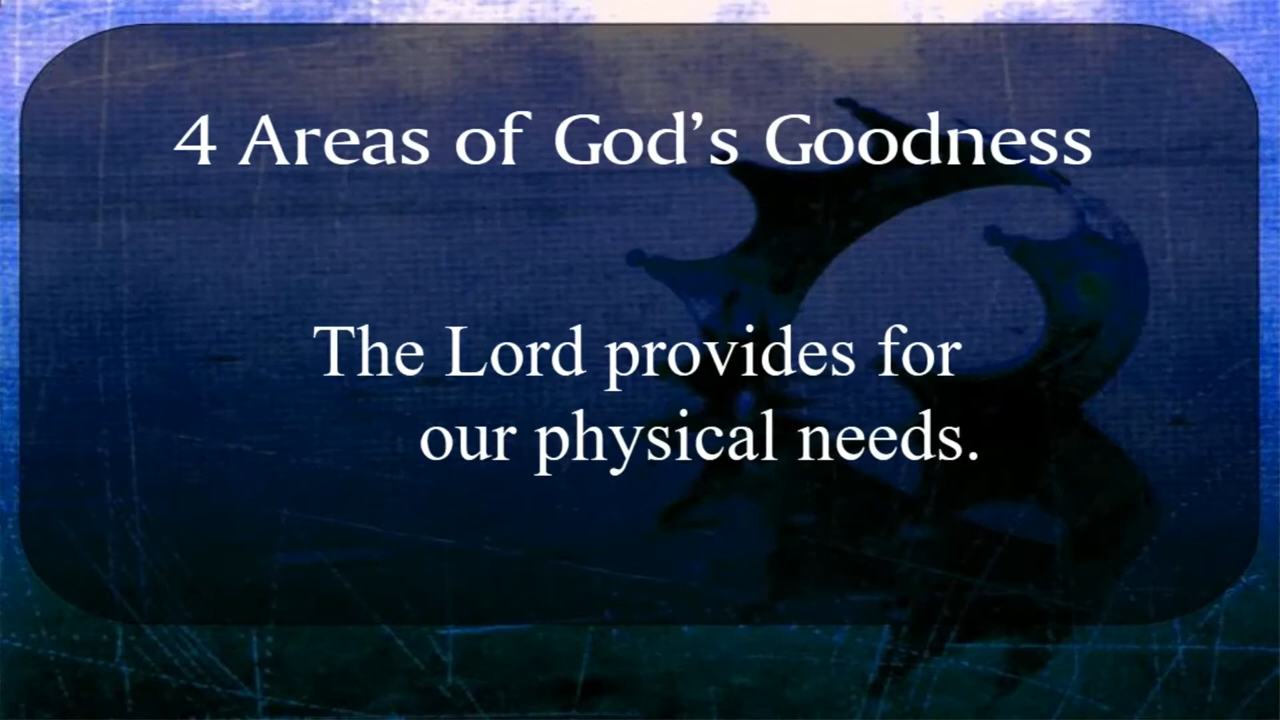 4 Areas of God’s Goodness
The Lord provides for
our physical needs.